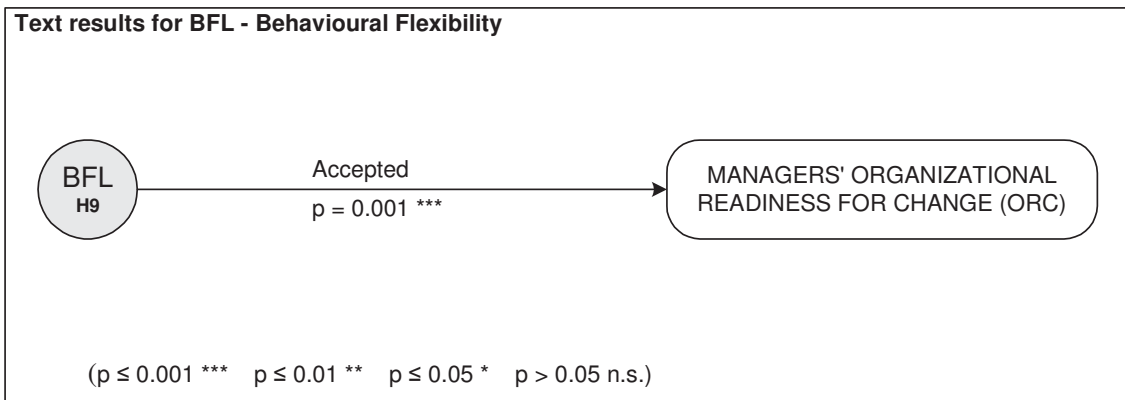 Text results for BFL - Behavioural Flexibility
BFL
H9
Accepted
p = 0.001 ***
MANAGERS' ORGANIZATIONAL
READINESS FOR CHANGE (ORC)
(p ≤ 0.001 *** p ≤ 0.01 ** p ≤ 0.05 * p > 0.05 n.s.)